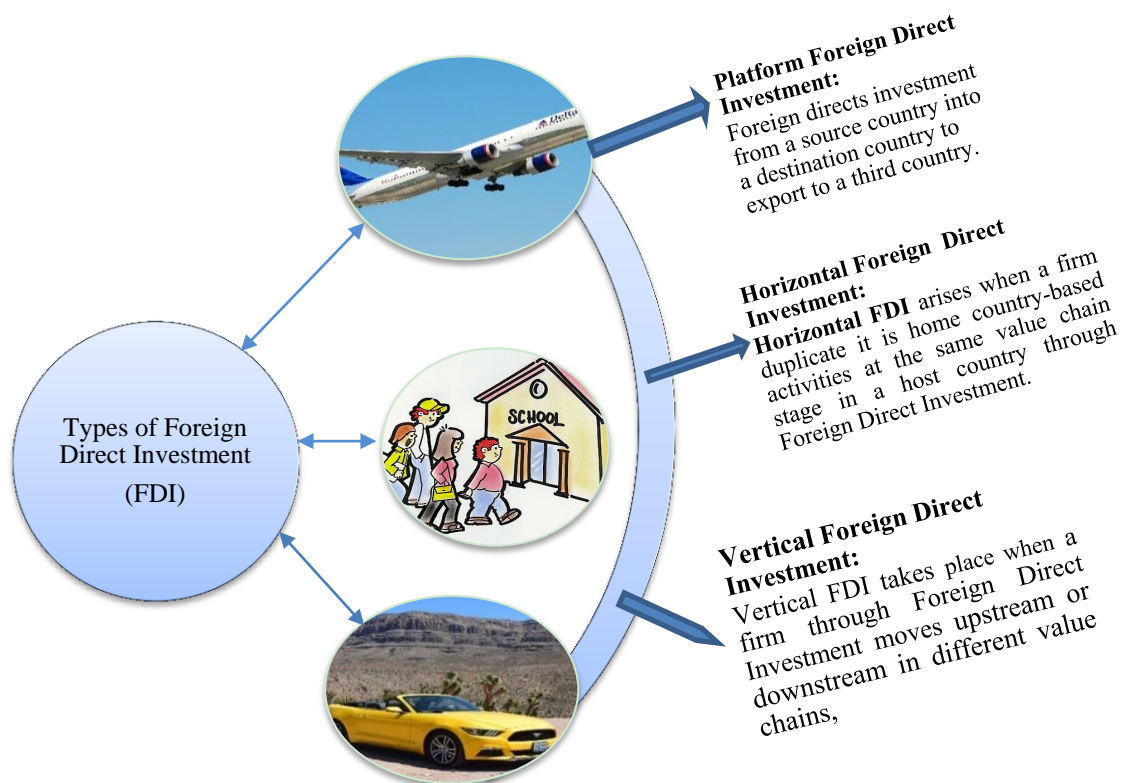 Platform Foreign Direct
Investment:
Foreign directs investment
from a source country into
a destination country to
export to a third country.
Delta
Horizontal Foreign Direct
Investment:
Horizontal FDI arises when a firm
duplicate it is home country-based
activities at the same value chain
stage in a host country through
Foreign Direct Investment.
SCHOOL
Types of Foreign
Direct Investment
(FDI)
Vertical Foreign Direct
Investment:
Vertical FDI takes place when a
firm through Foreign Direct
Investment moves upstream or
downstream in different value
chains,